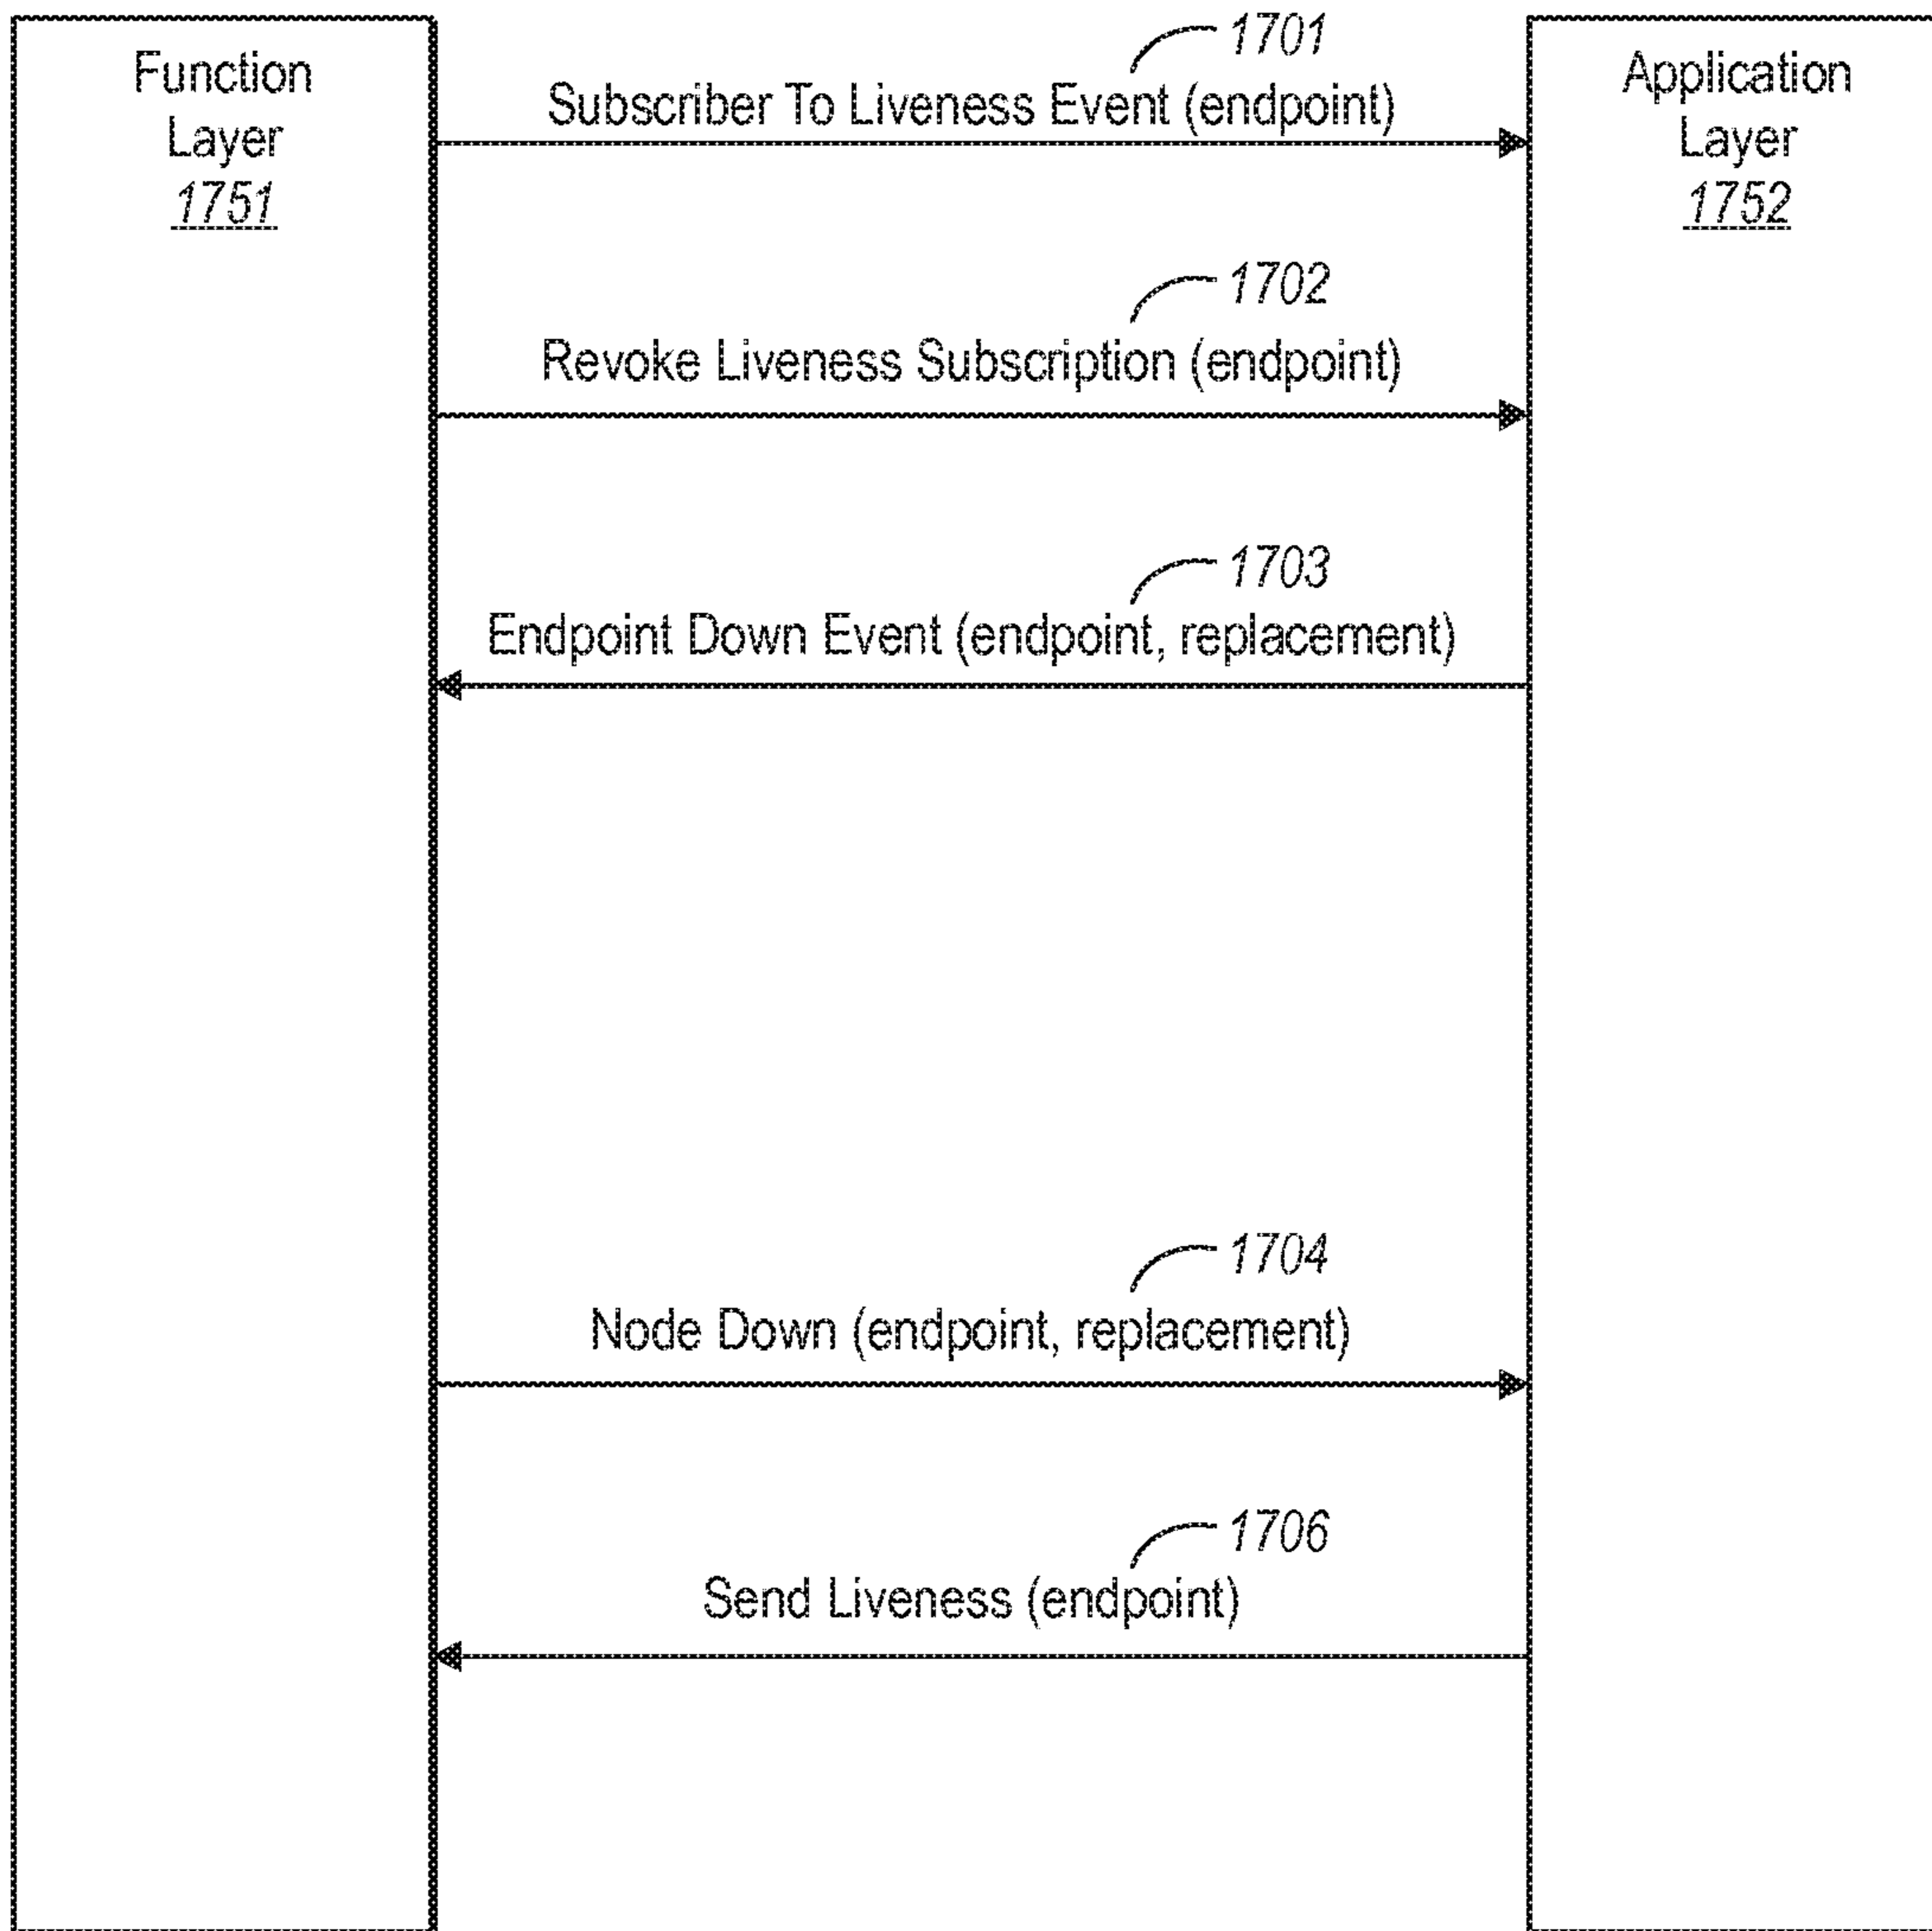 Function
Layer
1751
Application
Layer
1752
1701
Subscriber To Liveness Event (endpoint)
1702
Revoke Liveness Subscription (endpoint)
1703
Endpoint Down Event (endpoint, replacement)
1704
Node Down (endpoint, replacement)
1706
Send Liveness (endpoint)